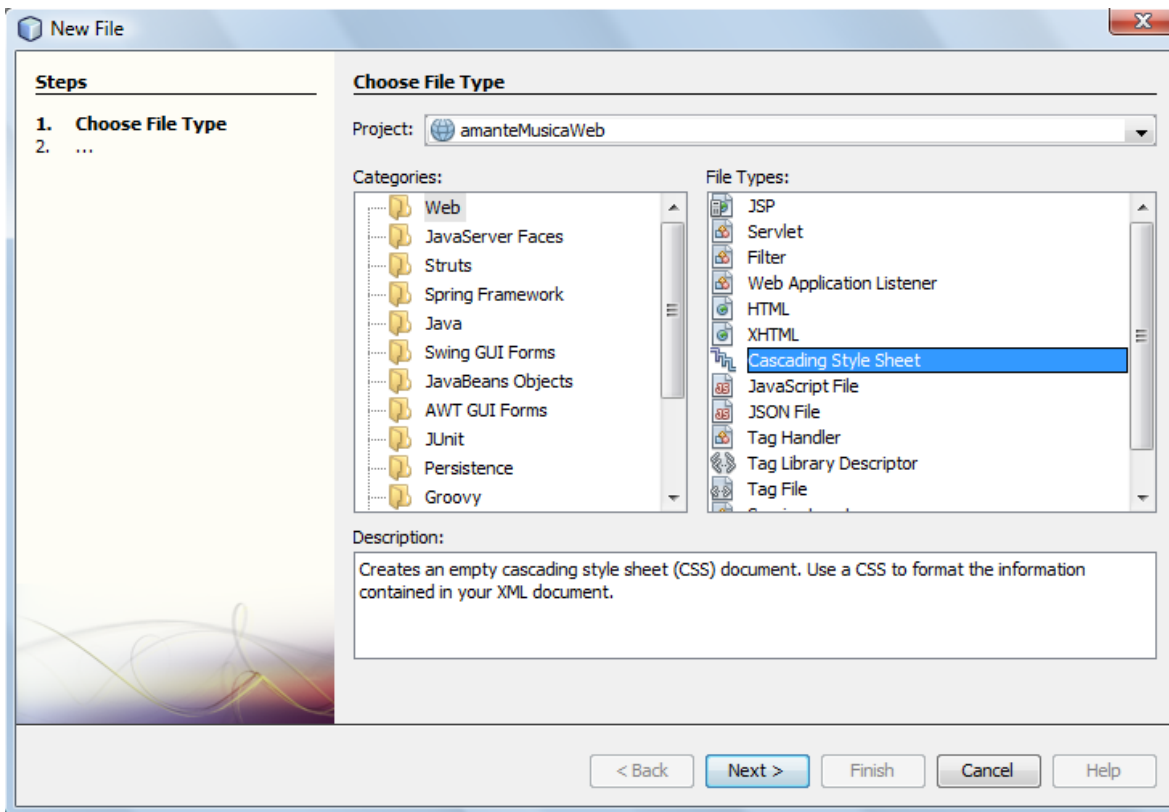 New File
Steps
1. Choose File Type
2. ...
Choose File Type
Project: amanteMusicaWeb
Categories:
Web
JavaServer Faces
Struts
Spring Framework
Java
Swing GUI Forms
JavaBeans Objects
AWT GUI Forms
JUnit
Persistence
Groovy
File Types:
JSP
Servlet
Filter
Web Application Listener
HTML
XHTML
Cascading Style Sheet
JavaScript File
JSON File
Tag Handler
Tag Library Descriptor
Tag File
Description:
Creates an empty cascading style sheet (CSS) document. Use a CSS to format the information
contained in your XML document.
< Back Next > Finish Cancel Help